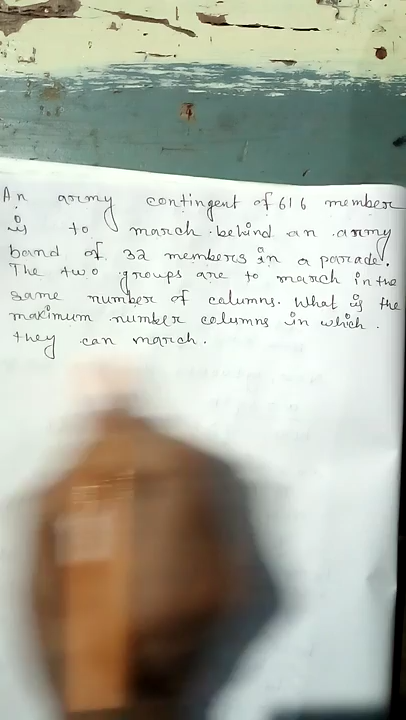 An army contingent of 616 member
is to march behind an army
band of 32 members in a parade.
The two groups are to march in the
same number of columns. What is the
maximum number columns in which
they can march.